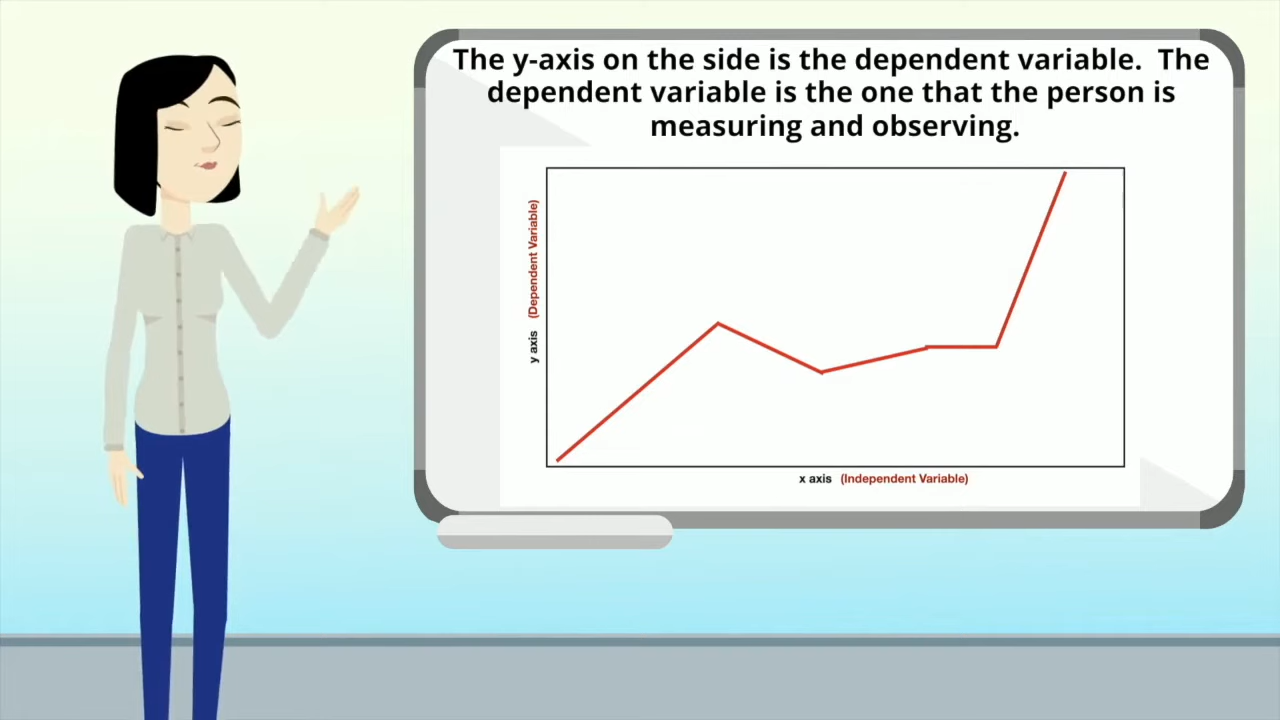 The y-axis on the side is the dependent variable.  The
dependent variable is the one that the person is
measuring and observing.
y axis (Dependent Variable)
x axis (Independent Variable)